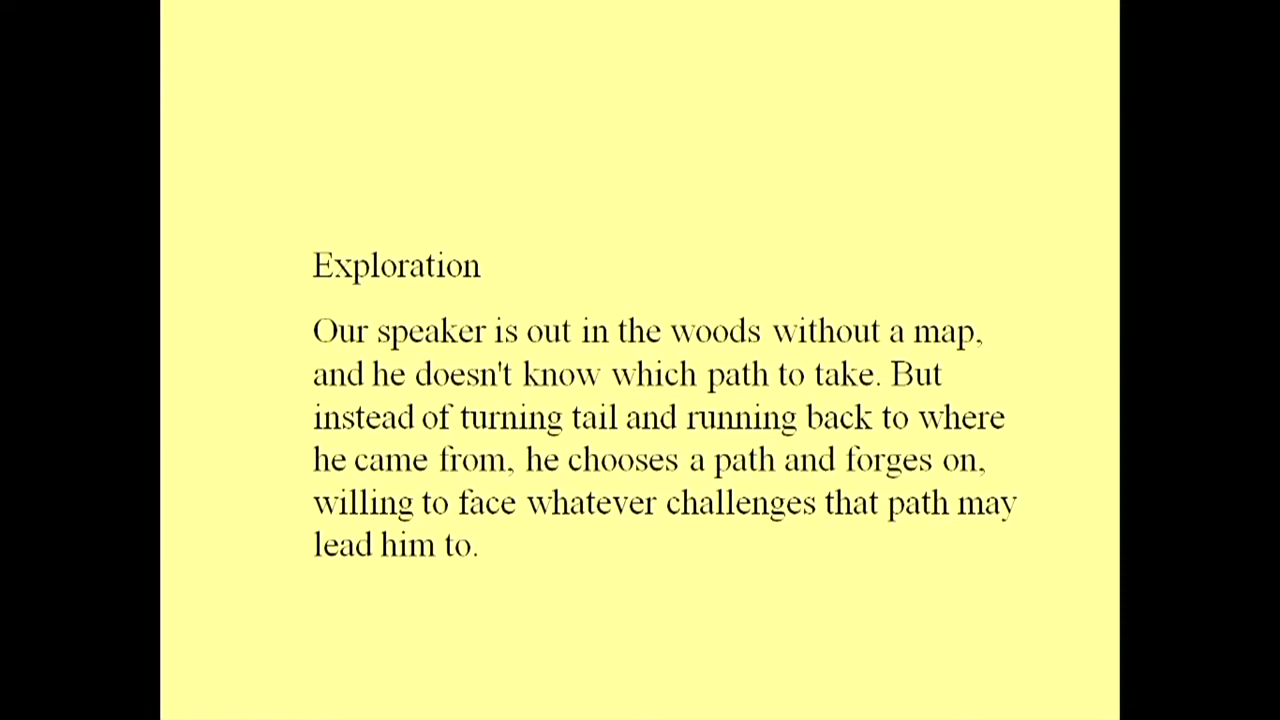 Exploration
Our speaker is out in the woods without a map,
and he doesn't know which path to take. But
instead of turning tail and running back to where
he came from, he chooses a path and forges on,
willing to face whatever challenges that path may
lead him to.